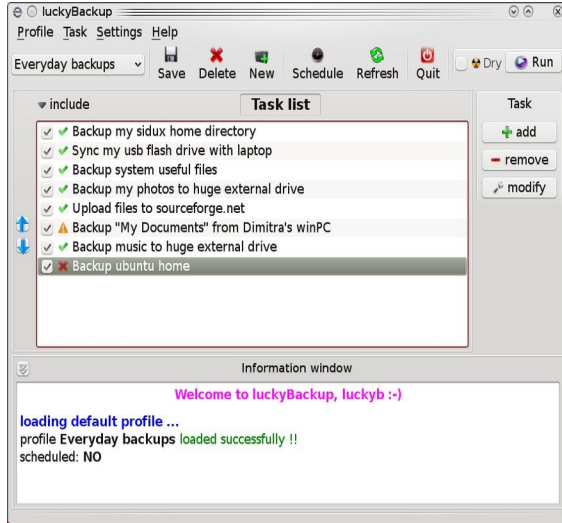 luckyBackup
Profile Task Settings Help
Everyday backups Save Delete New Schedule Refresh Quit Dry Run
include Task list Task
Backup my sidux home directory
add
Sync my usb flash drive with laptop
remove
Backup system useful files
modify
Backup my photos to huge external drive
Upload files to sourceforge.net
Backup "My Documents" from Dimitra's winPC
Backup music to huge external drive
Backup ubuntu home
Information window
Welcome to luckyBackup, luckyb :-)
loading default profile ...
profile Everyday backups loaded successfully !!
scheduled: NO